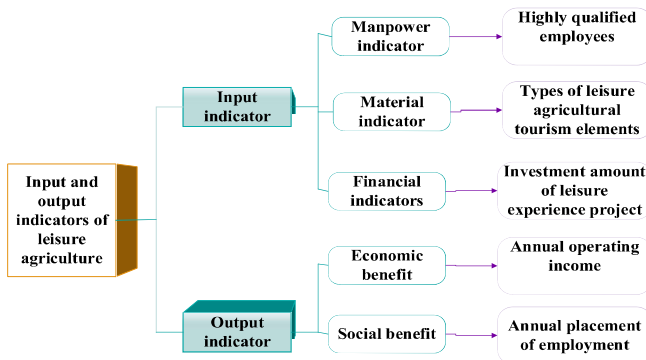 Input and
output
indicators of
leisure
agriculture
Input
indicator
Manpower
indicator
Highly qualified
employees
Material
indicator
Types of leisure
agricultural
tourism elements
Financial
indicators
Investment amount
of leisure
experience project
Output
indicator
Economic
benefit
Annual operating
income
Social benefit
Annual placement
of employment